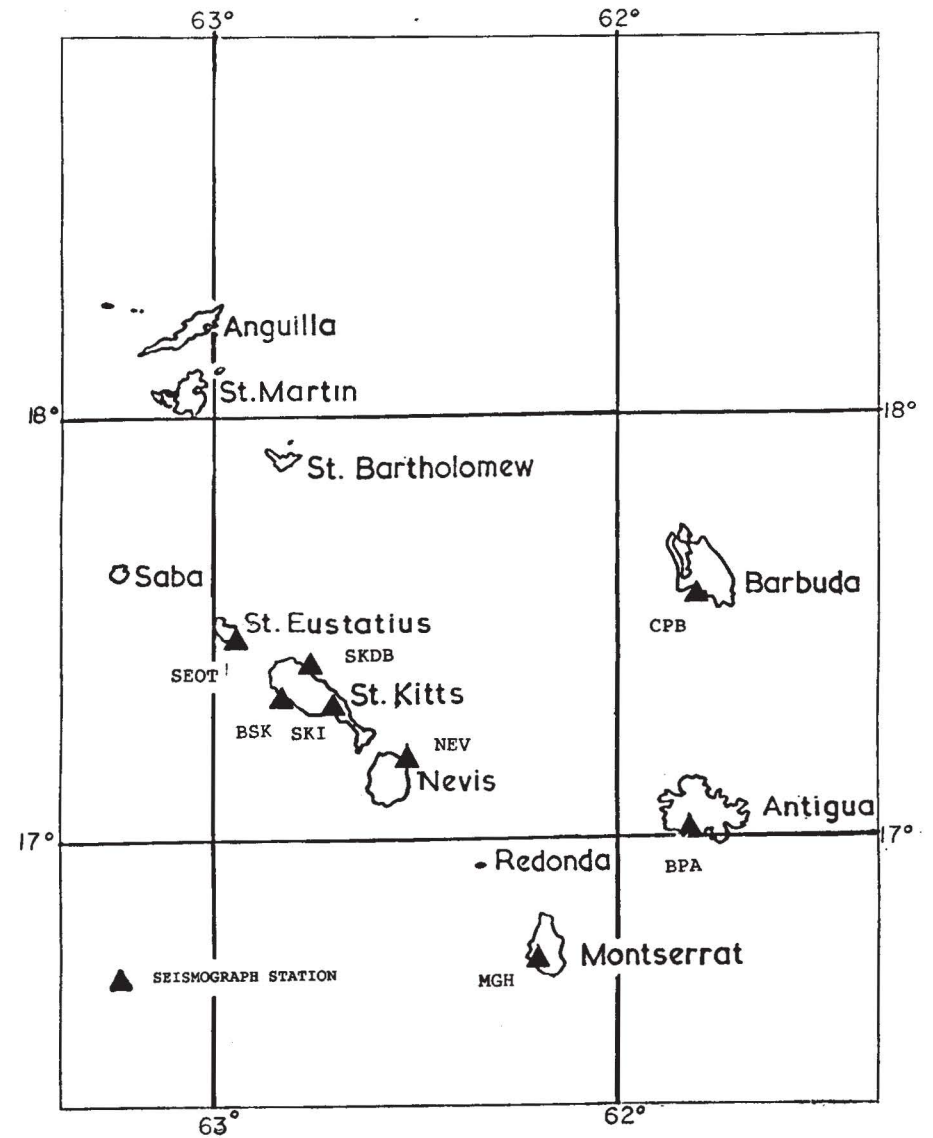 63° 62°
Anguilla
St. Martin
18° 18°
St. Bartholomew
Saba
Barbuda
CPB
St. Eustatius
SEOT
SKDB
St. Kitts
BSK SKI
NEV
Nevis
Antigua
17° 17°
Redonda
BPA
Montserrat
MGH
SEISMOGRAPH STATION
63° 62°